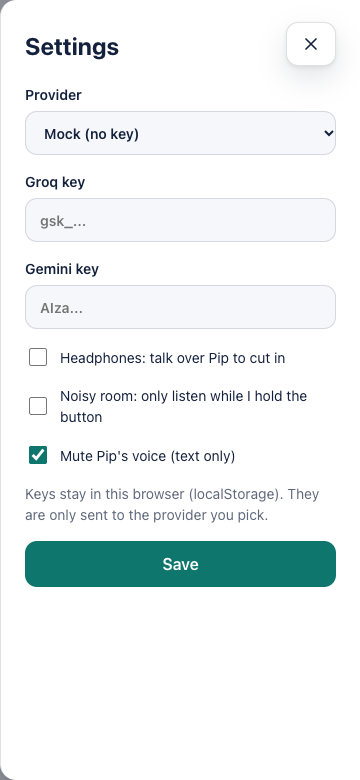 Settings
Provider
Mock (no key)
Groq key
gsk_...
Gemini key
AIza...
Headphones: talk over Pip to cut in
Noisy room: only listen while I hold the
button
Mute Pip's voice (text only)
Keys stay in this browser (localStorage). They
are only sent to the provider you pick.
Save